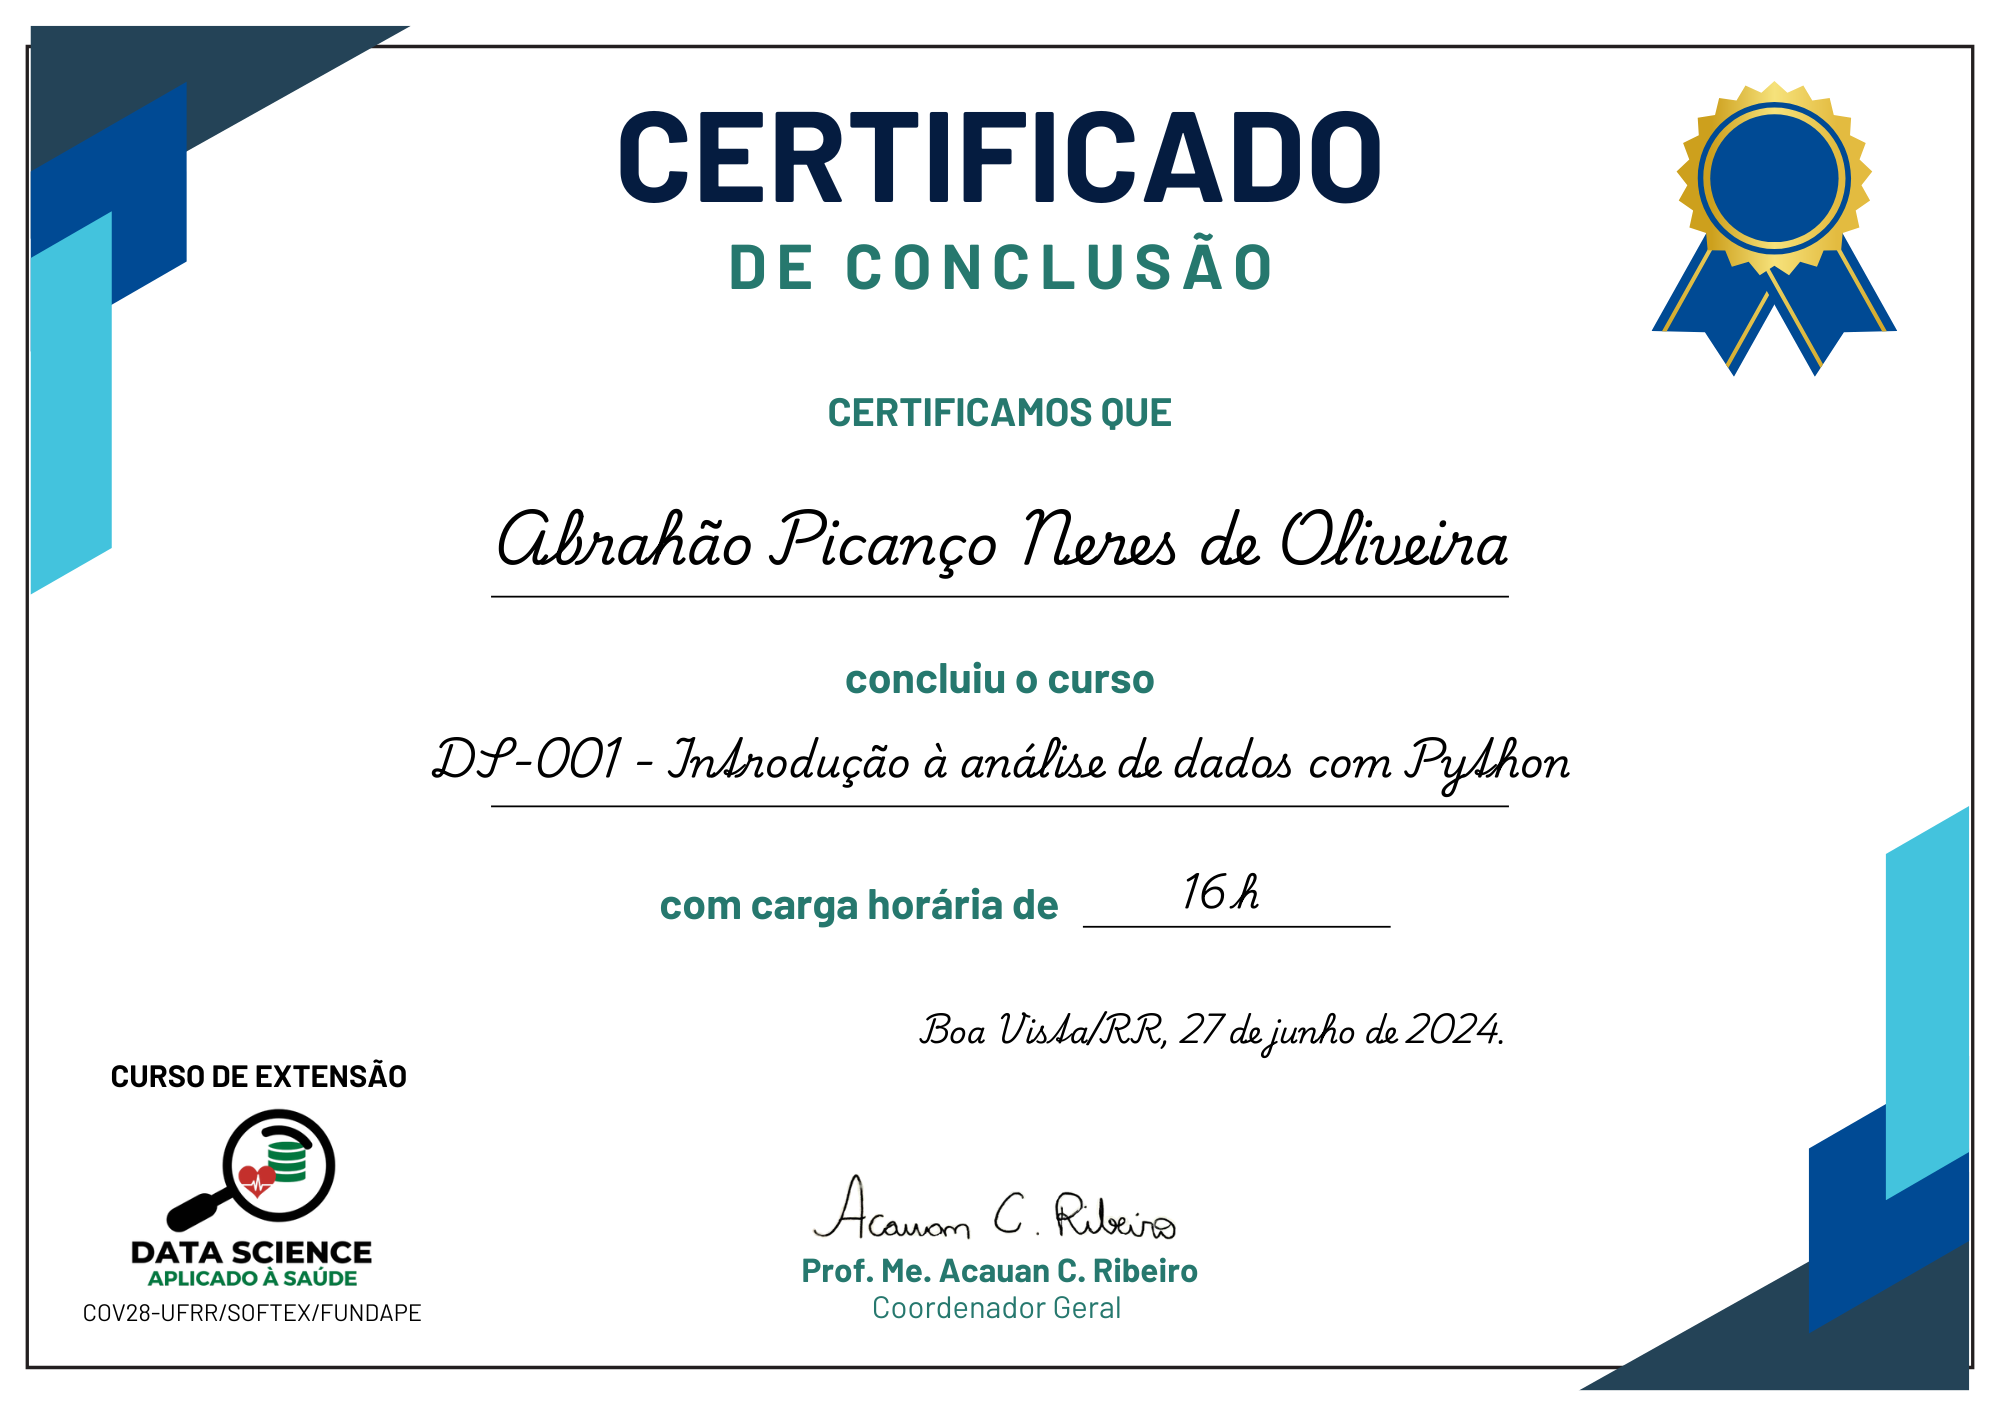 CERTIFICADO
DE CONCLUSÃO
CERTIFICAMOS QUE
Abrahão Picanço Neres de Oliveira
concluiu o curso
DS-001 - Introdução à análise de dados com Python
com carga horária de 16h
Boa Vista/RR, 27 de junho de 2024.
CURSO DE EXTENSÃO
DATA SCIENCE
APLICADO À SAÚDE
COV28-UFRR/SOFTEX/FUNDAPE
Acauan C. Ribeiro
Prof. Me. Acauan C. Ribeiro
Coordenador Geral